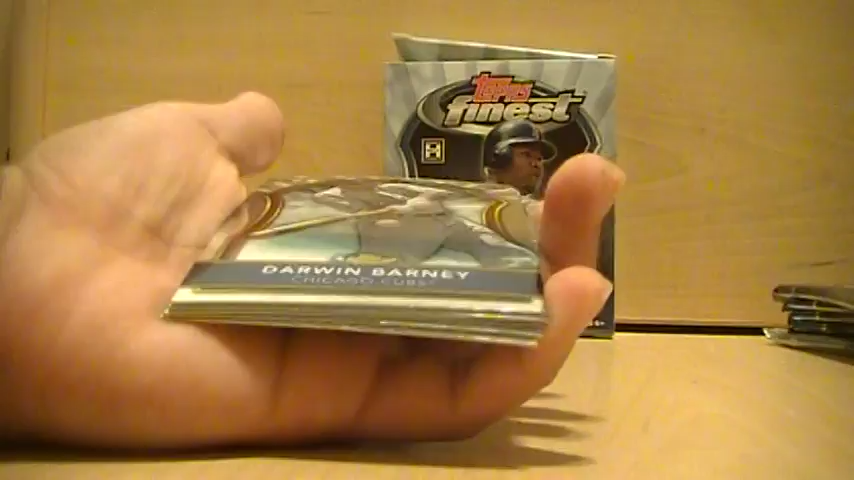 TOPPS
finest
H
DARWIN BARNEY
CHICAGO CUBS